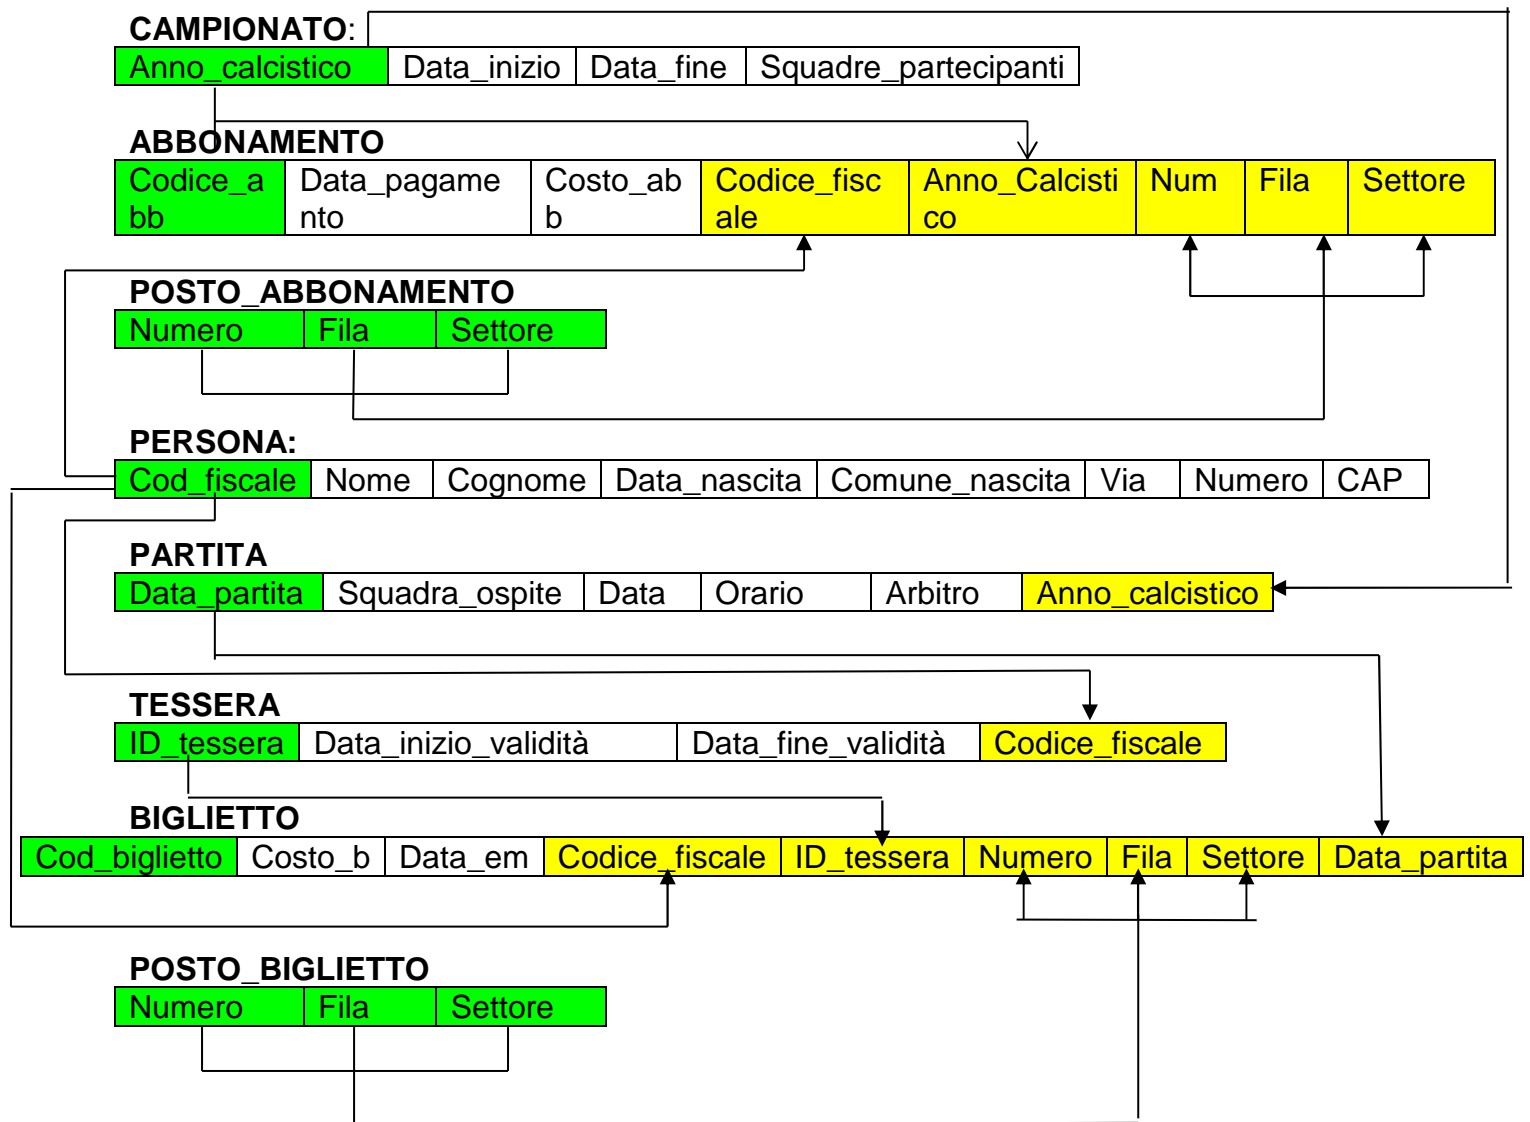 CAMPIONATO:
Anno_calcistico Data_inizio Data_fine Squadre_partecipanti
ABBONAMENTO
Codice_a Data_pagame Costo_ab Codice_fisc Anno_Calcisti Num Fila Settore
bb nto b ale co
POSTO_ABBONAMENTO
Numero Fila Settore
PERSONA:
Cod_fiscale Nome Cognome Data_nascita Comune_nascita Via Numero CAP
PARTITA
Data_partita Squadra_ospite Data Orario Arbitro Anno_calcistico
TESSERA
ID_tessera Data_inizio_validità Data_fine_validità Codice_fiscale
BIGLIETTO
Cod_biglietto Costo_b Data_em Codice_fiscale ID_tessera Numero Fila Settore Data_partita
POSTO_BIGLIETTO
Numero Fila Settore